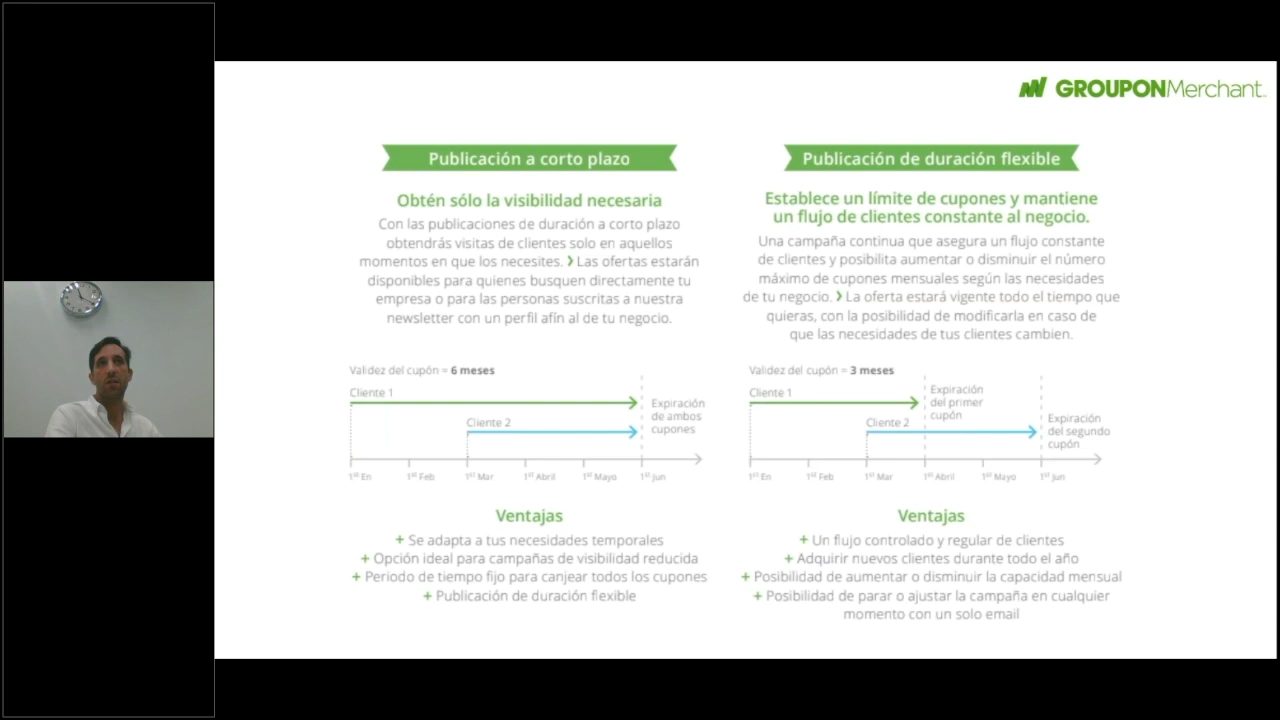 GROUPONMerchant
Publicación a corto plazo
Obtén sólo la visibilidad necesaria
Con las publicaciones de duración a corto plazo
obtendrás visitas de clientes solo en aquellos
momentos en que los necesites. › Las ofertas estarán
disponibles para quienes busquen directamente tu
empresa o para las personas suscritas a nuestra
newsletter con un perfil afín al de tu negocio.
Validez del cupón = 6 meses
Cliente 1
Cliente 2
Expiración
de ambos
cupones
1st En 1st Feb 1st Mar 1st Abril 1st Mayo 1st Jun
Ventajas
+ Se adapta a tus necesidades temporales
+ Opción ideal para campañas de visibilidad reducida
+ Periodo de tiempo fijo para canjear todos los cupones
+ Publicación de duración flexible
Publicación de duración flexible
Establece un límite de cupones y mantiene
un flujo de clientes constante al negocio.
Una campaña continua que asegura un flujo constante
de clientes y posibilita aumentar o disminuir el número
máximo de cupones mensuales según las necesidades
de tu negocio. › La oferta estará vigente todo el tiempo que
quieras, con la posibilidad de modificarla en caso de
que las necesidades de tus clientes cambien.
Validez del cupón = 3 meses
Cliente 1
Expiración
del primer
cupón
Cliente 2
Expiración
del segundo
cupón
1st En 1st Feb 1st Mar 1st Abril 1st Mayo 1st Jun
Ventajas
+ Un flujo controlado y regular de clientes
+ Adquirir nuevos clientes durante todo el año
+ Posibilidad de aumentar o disminuir la capacidad mensual
+ Posibilidad de parar o ajustar la campaña en cualquier
momento con un solo email